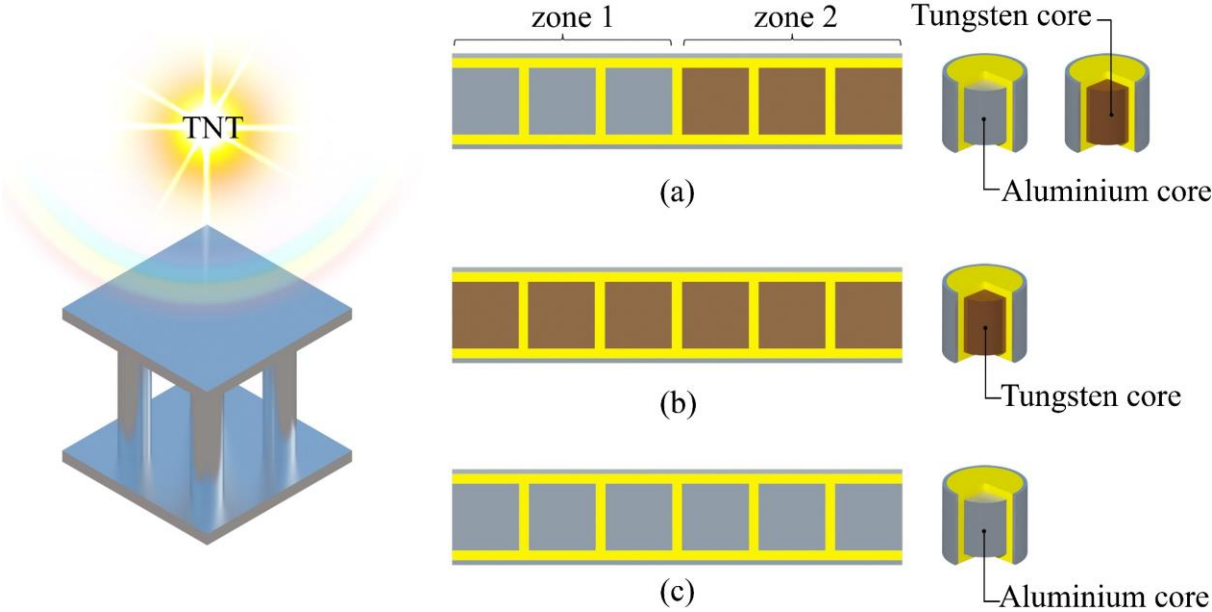 TNT
zone 1
zone 2
Tungsten core
Aluminium core
(a)
Tungsten core
(b)
Aluminium core
(c)